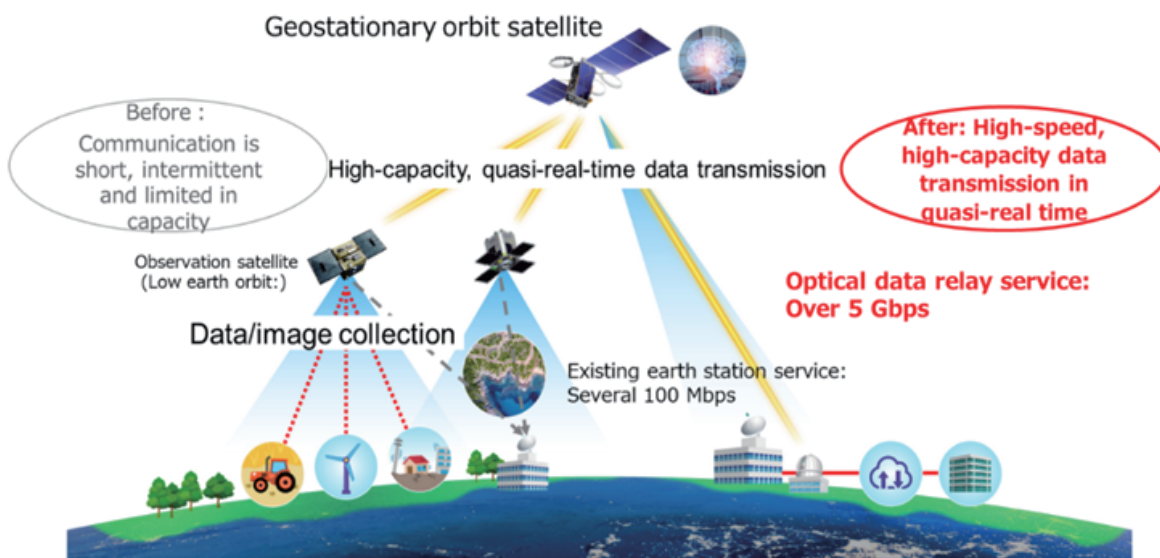 Geostationary orbit satellite
Before :
Communication is
short, intermittent
and limited in
capacity
High-capacity, quasi-real-time data transmission
After: High-speed,
high-capacity data
transmission in
quasi-real time
Observation satellite
(Low earth orbit:)
Optical data relay service:
Over 5 Gbps
Data/image collection
Existing earth station service:
Several 100 Mbps